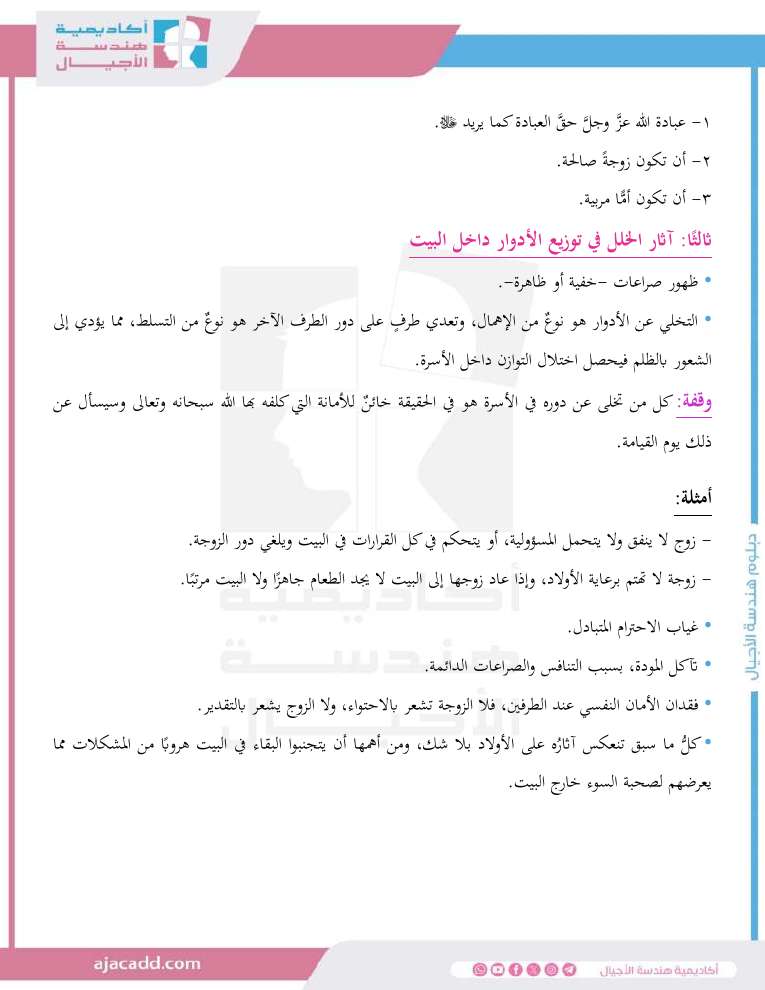 أكاديمية
هندسة
الأجيال
١- عبادة الله عزَّ وجلَّ حقَّ العبادة كما يريد ﷻ.
٢- أن تكون زوجةً صالحة.
٣- أن تكون أمًّا مربية.
ثالثًا: آثار الخلل في توزيع الأدوار داخل البيت
• ظهور صراعات -خفية أو ظاهرة-.
• التخلي عن الأدوار هو نوعٌ من الإهمال، وتعدي طرفٍ على دور الطرف الآخر هو نوعٌ من التسلط، مما يؤدي إلى
الشعور بالظلم فيحصل اختلال التوازن داخل الأسرة.
وقفة: كل من تخلى عن دوره في الأسرة هو في الحقيقة خائنٌ للأمانة التي كلفه بها الله سبحانه وتعالى وسيسأل عن
ذلك يوم القيامة.
أمثلة:
- زوج لا ينفق ولا يتحمل المسؤولية، أو يتحكم في كل القرارات في البيت ويلغي دور الزوجة.
- زوجة لا تهتم برعاية الأولاد، وإذا عاد زوجها إلى البيت لا يجد الطعام جاهزًا ولا البيت مرتبًا.
• غياب الاحترام المتبادل.
• تآكل المودة، بسبب التنافس والصراعات الدائمة.
• فقدان الأمان النفسي عند الطرفين، فلا الزوجة تشعر بالاحتواء، ولا الزوج يشعر بالتقدير.
• كلُّ ما سبق تنعكس آثارُه على الأولاد بلا شك، ومن أهمها أن يتجنبوا البقاء في البيت هروبًا من المشكلات مما
يعرضهم لصحبة السوء خارج البيت.
أكاديمية
هندسة
الأجيال
دبلوم هندسة الأجيال
أكاديمية هندسة الأجيال
ajacadd.com